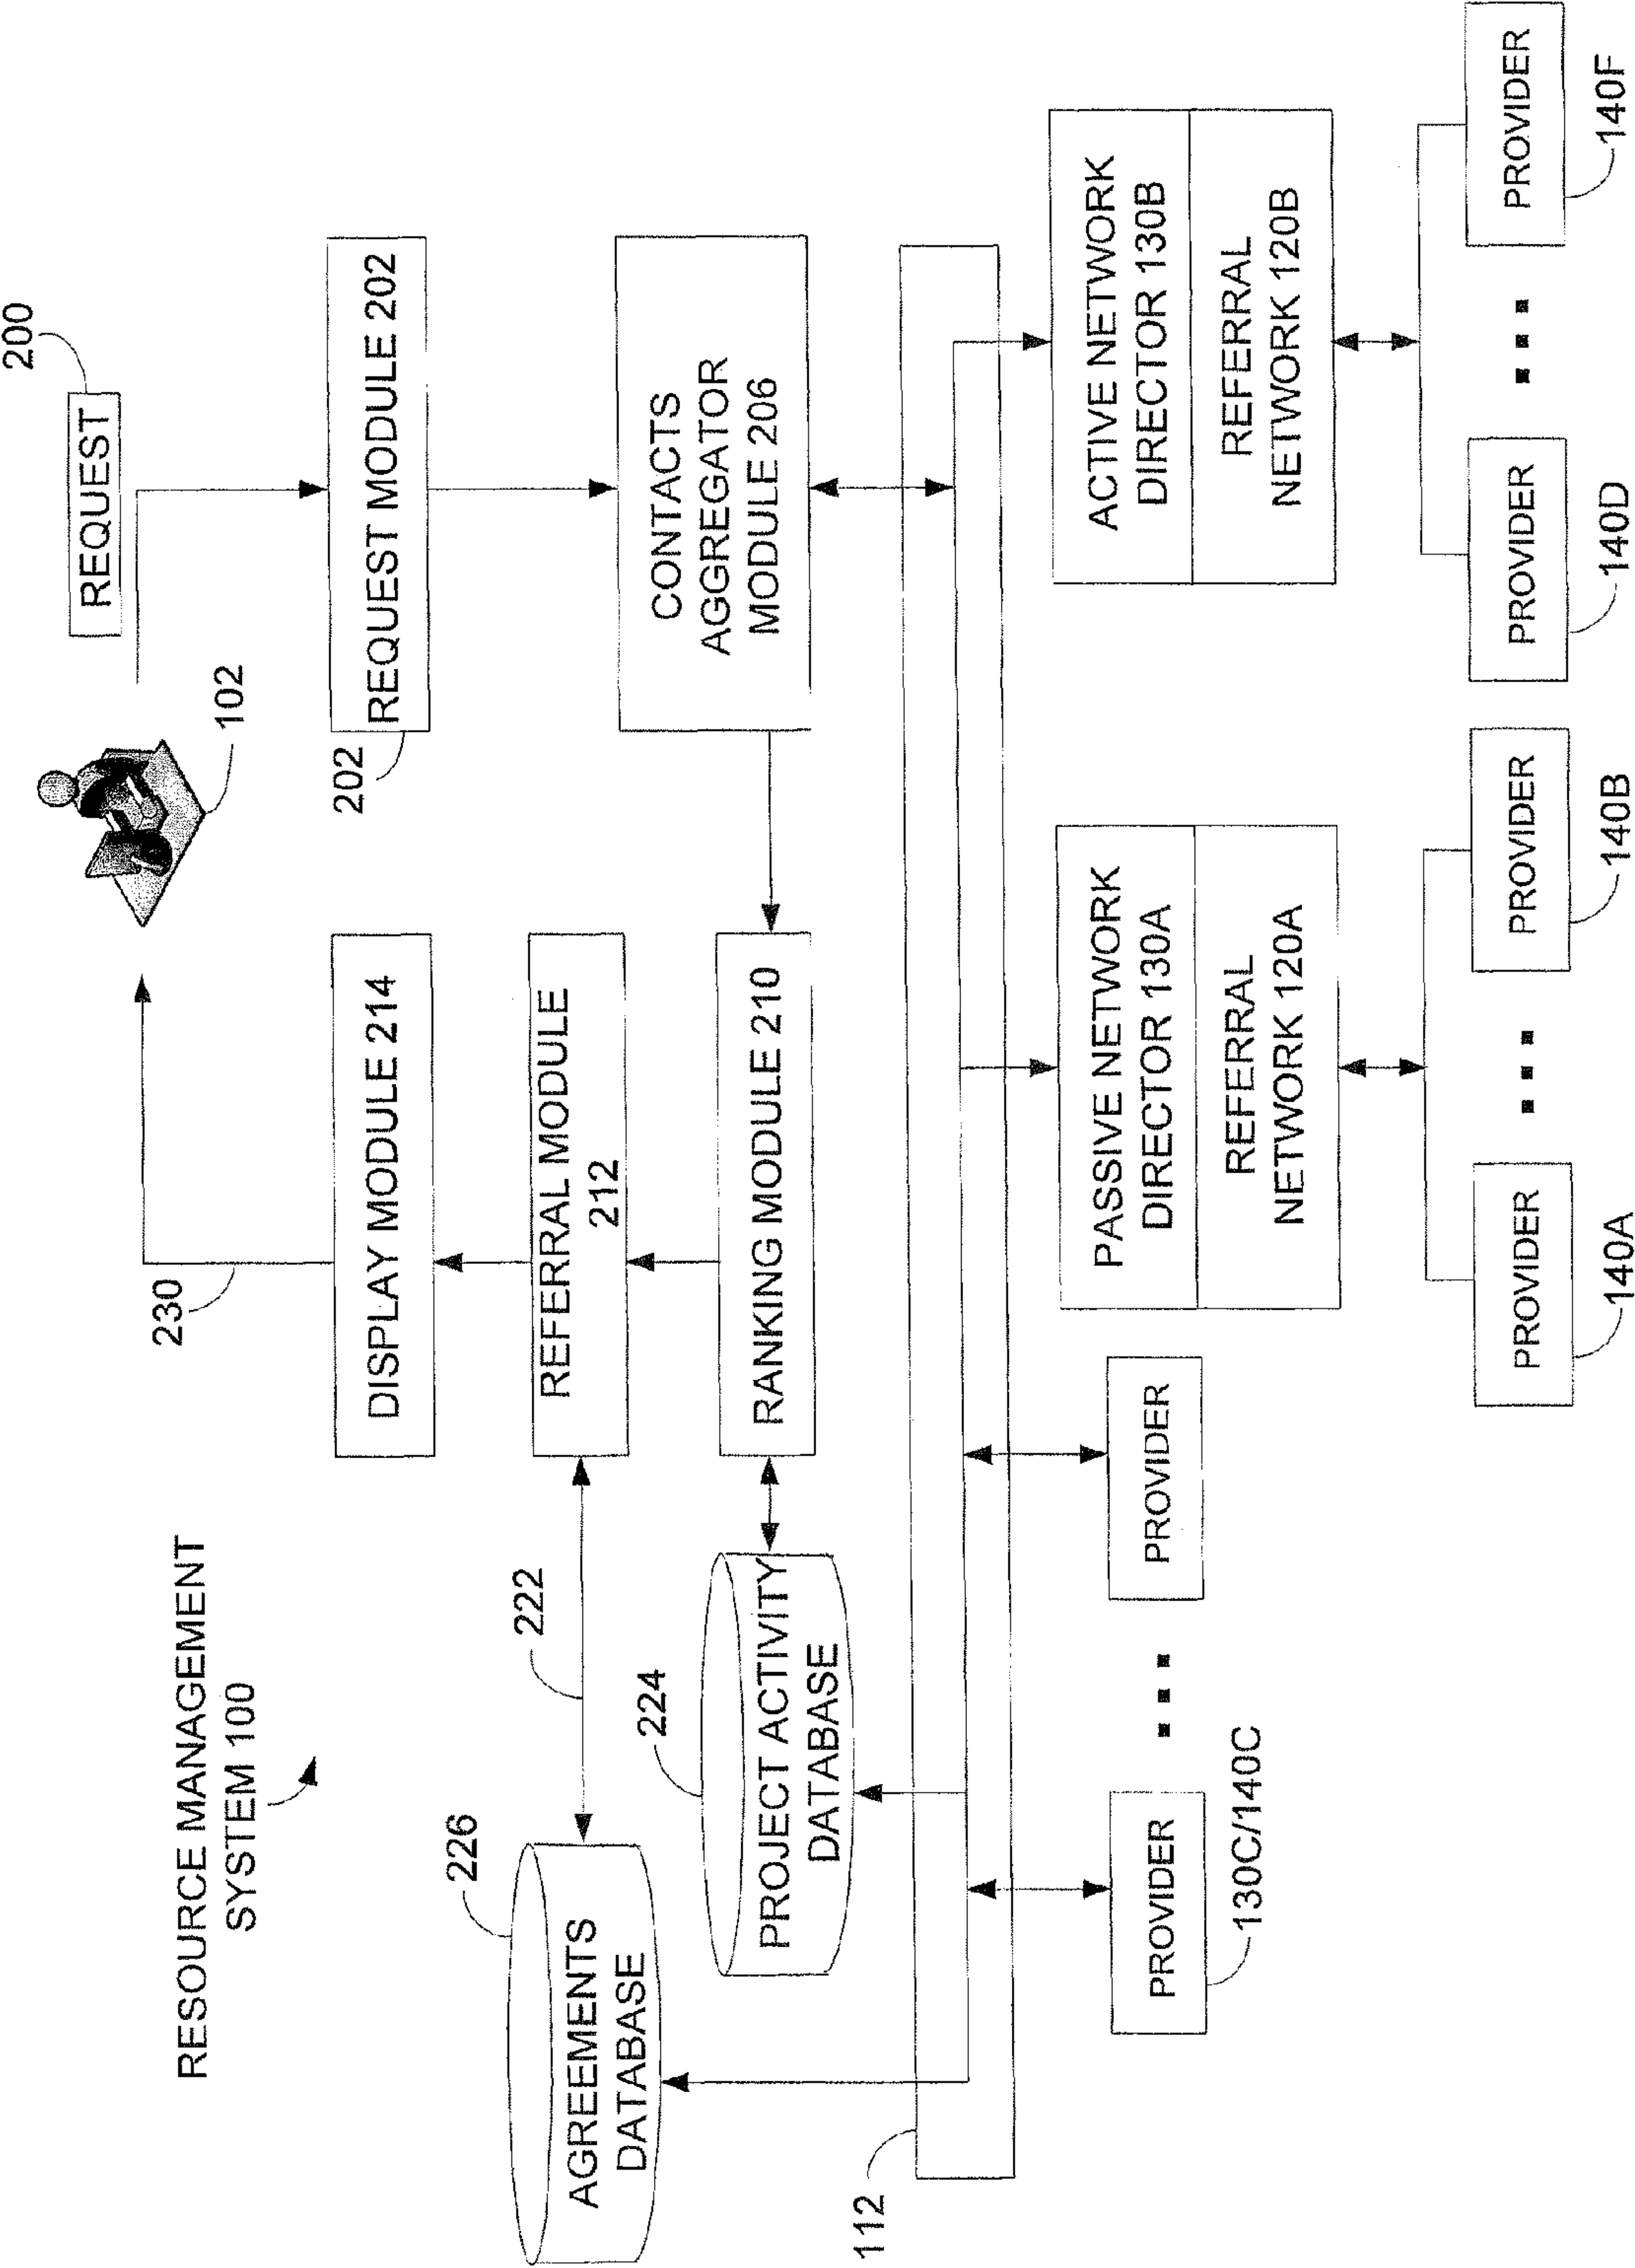 RESOURCE MANAGEMENT
SYSTEM 100
230
102
REQUEST
200
DISPLAY MODULE 214
202
REQUEST MODULE 202
226
222
REFERRAL MODULE
212
AGREEMENTS
DATABASE
224
PROJECT ACTIVITY
DATABASE
RANKING MODULE 210
CONTACTS
AGGREGATOR
MODULE 206
112
PROVIDER
130C/140C
PROVIDER
PASSIVE NETWORK
DIRECTOR 130A
REFERRAL
NETWORK 120A
ACTIVE NETWORK
DIRECTOR 130B
REFERRAL
NETWORK 120B
PROVIDER
140A
PROVIDER
140B
PROVIDER
140D
PROVIDER
140F